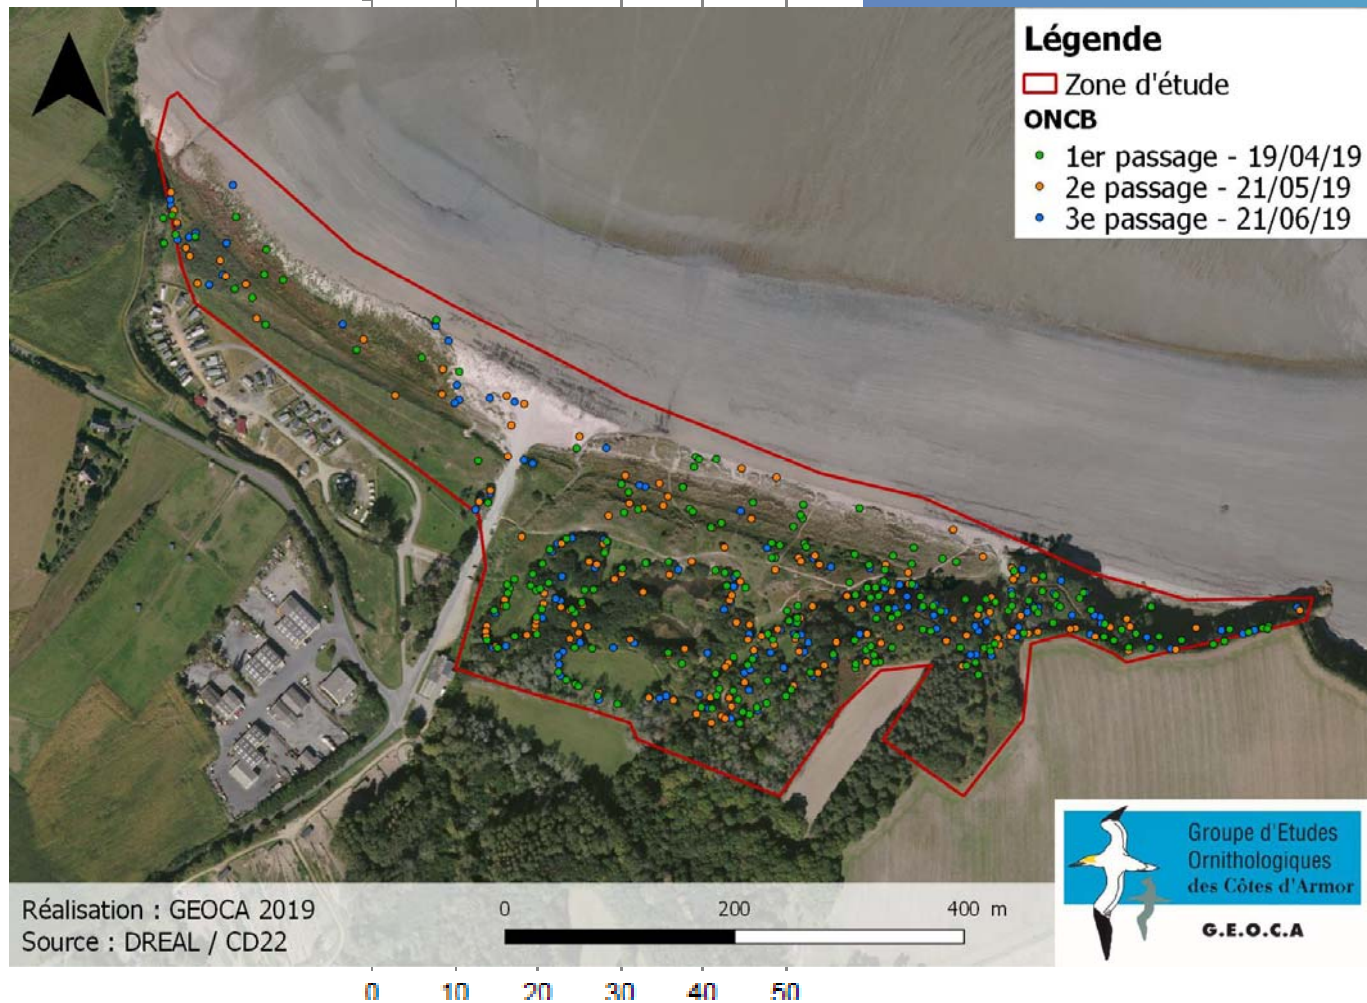 Légende
Zone d'étude
ONCB
1er passage - 19/04/19
2e passage - 21/05/19
3e passage - 21/06/19
Groupe d'Etudes
Ornithologiques
des Côtes d'Armor
G.E.O.C.A
Réalisation : GEOCA 2019
Source : DREAL / CD22
0 200 400 m
0 10 20 30 40 50